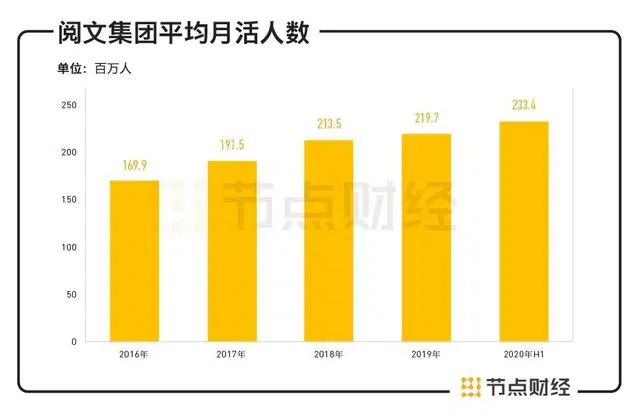 阅文集团平均月活人数
单位：百万人
250
200
150
100
50
0
169.9
191.5
213.5
219.7
233.4
2016年
2017年
2018年
2019年
2020年H1
节点财经
节点财经